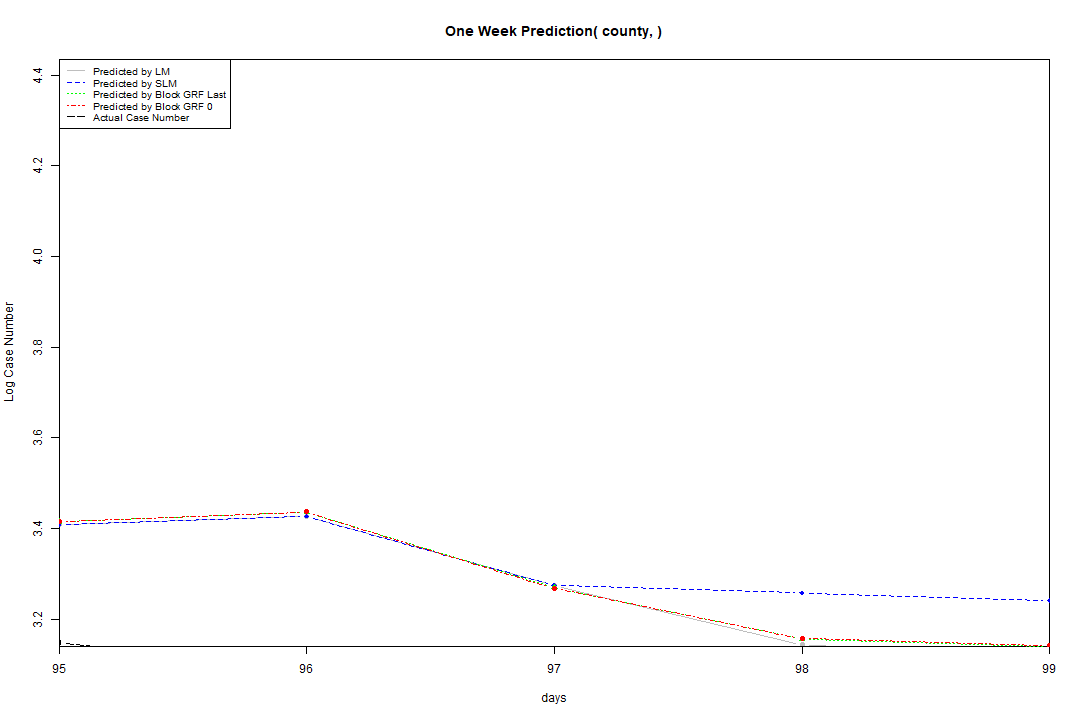 One Week Prediction( county, )
Predicted by LM
Predicted by SLM
Predicted by Block GRF Last
Predicted by Block GRF 0
Actual Case Number
4.4
4.2
4.0
3.8
3.6
3.4
3.2
Log Case Number
95 96 97 98 99
days